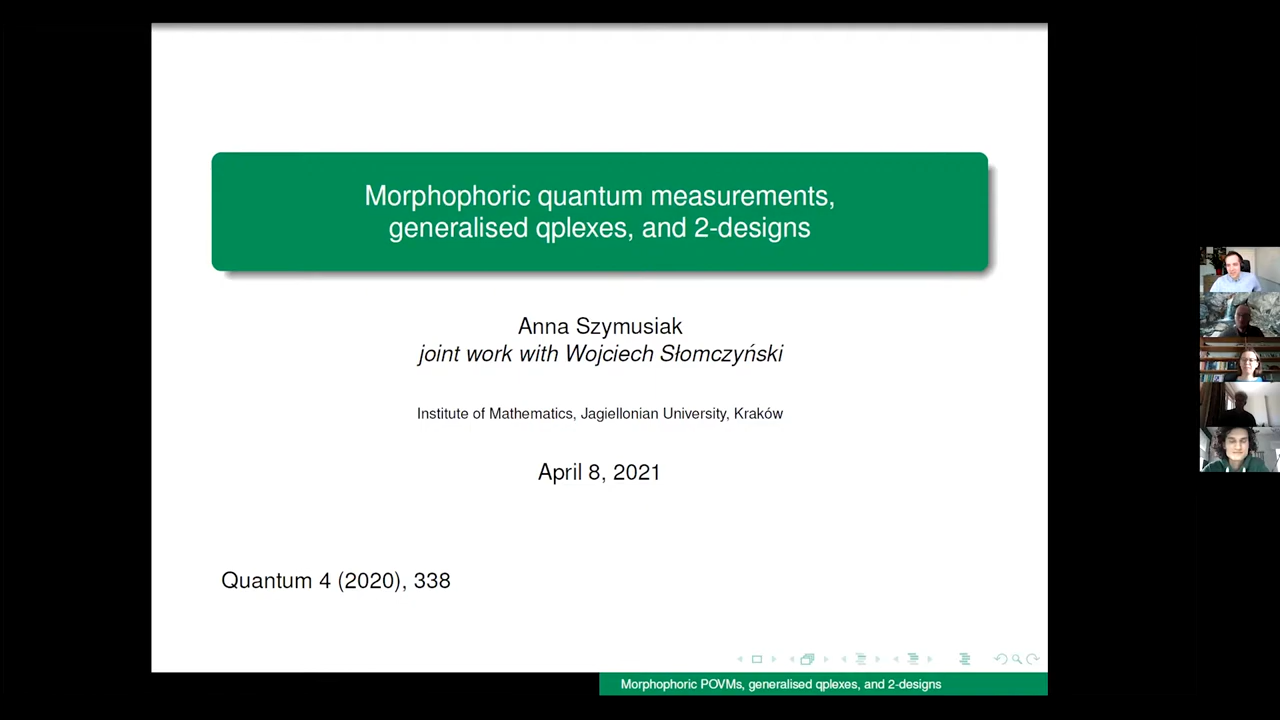 Morphophoric quantum measurements,
generalised qplexes, and 2-designs
Anna Szymusiak
joint work with Wojciech Słomczyński
Institute of Mathematics, Jagiellonian University, Kraków
April 8, 2021
Quantum 4 (2020), 338
Morphophoric POVMs, generalised qplexes, and 2-designs